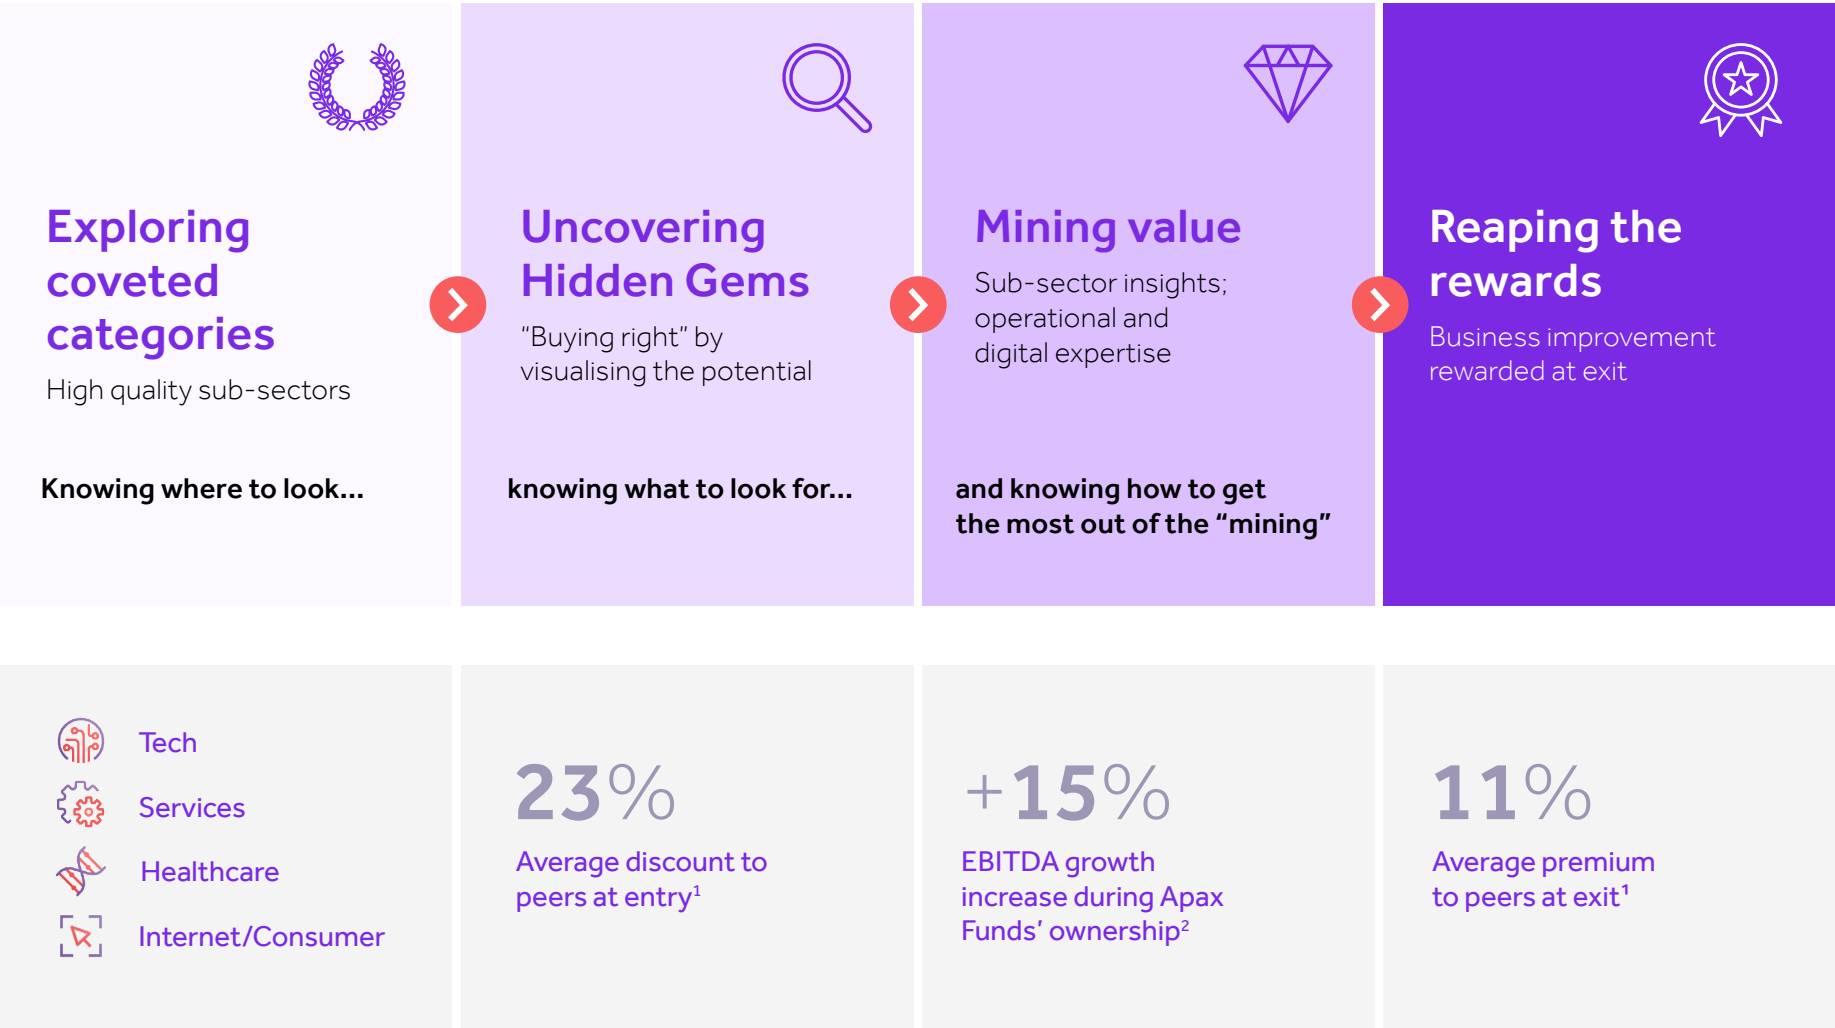 Exploring
coveted
categories
High quality sub-sectors
Knowing where to look...
Uncovering
Hidden Gems
“Buying right” by
visualising the potential
knowing what to look for...
Mining value
Sub-sector insights;
operational and
digital expertise
and knowing how to get
the most out of the “mining”
Reaping the
rewards
Business improvement
rewarded at exit
Tech
Services
Healthcare
Internet/Consumer
23%
Average discount to
peers at entry¹
+15%
EBITDA growth
increase during Apax
Funds’ ownership²
11%
Average premium
to peers at exit¹